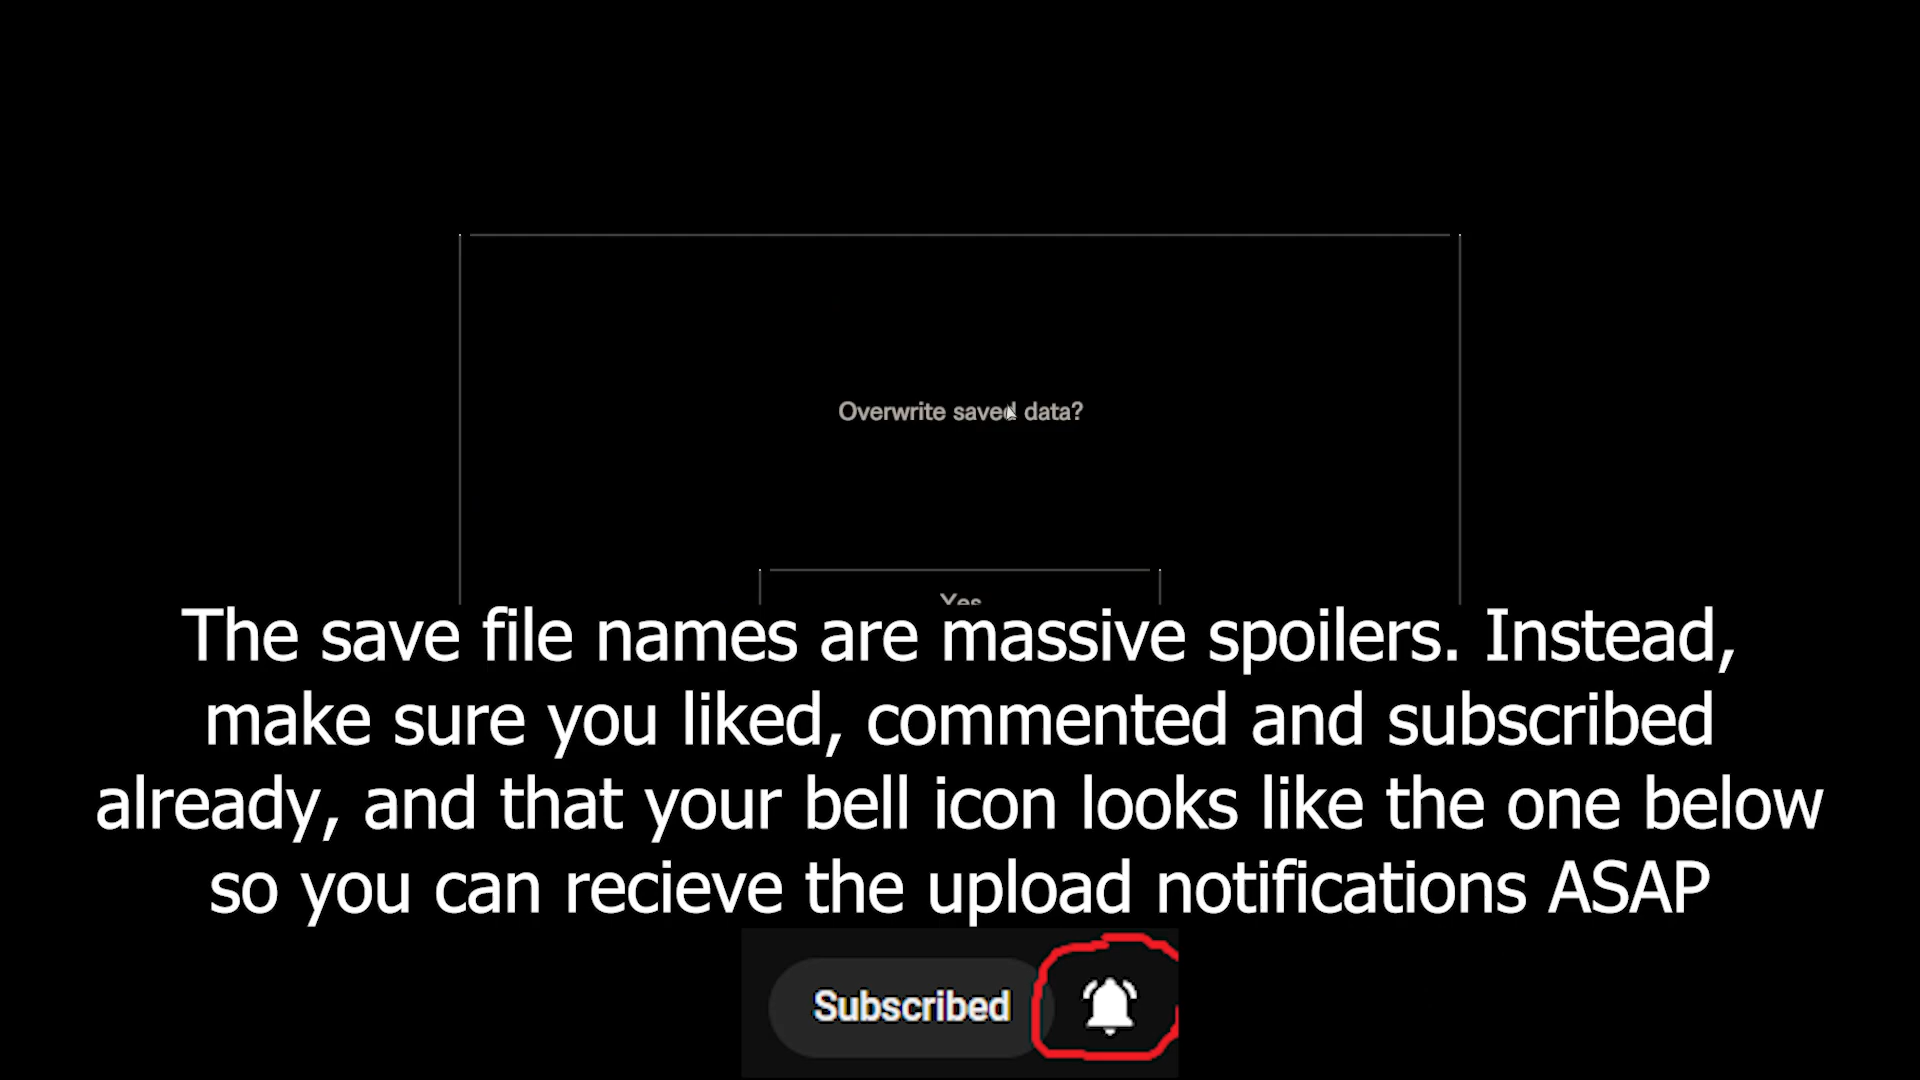 Overwrite saved data?
Yes
The save file names are massive spoilers. Instead,
make sure you liked, commented and subscribed
already, and that your bell icon looks like the one below
so you can recieve the upload notifications ASAP
Subscribed